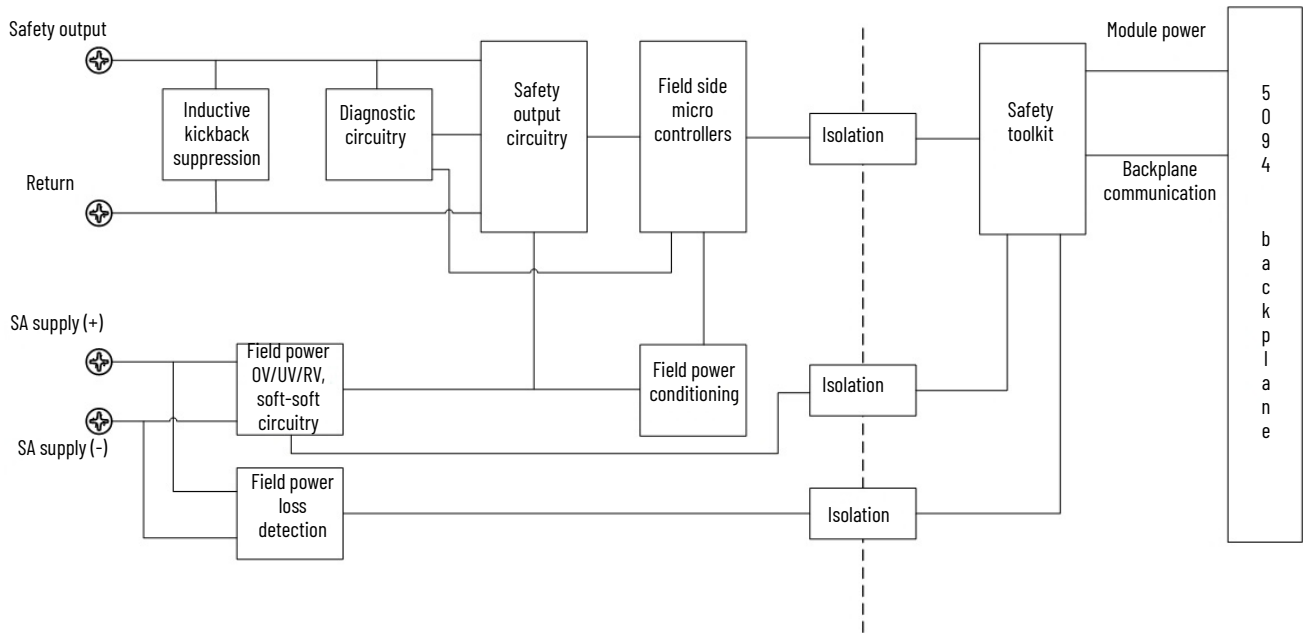 Safety output
Inductive
kickback
suppression
Diagnostic
circuitry
Safety
output
circuitry
Field side
micro
controllers
Isolation
Safety
toolkit
Module power
Backplane
communication
5
0
9
4
b
a
c
k
p
l
a
n
e
Return
SA supply (+)
SA supply (-)
Field power
OV/UV/RV,
soft-soft
circuitry
Field power
conditioning
Isolation
Field power
loss
detection
Isolation